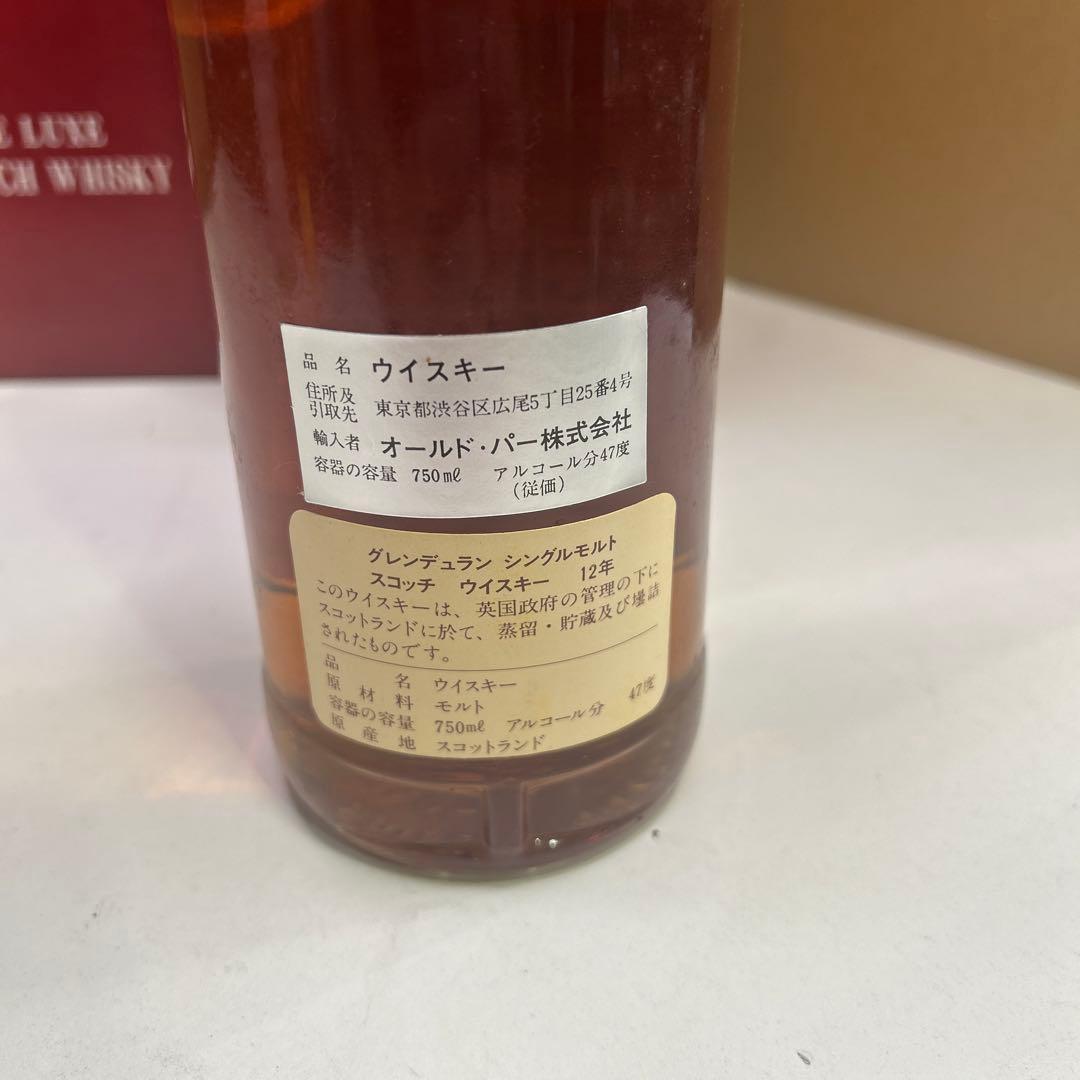 E LUXE
CH WHISKY
品名 ウイスキー
住所及引取先 東京都渋谷区広尾5丁目25番4号
輸入者 オールド・パー株式会社
容器の容量 750ml アルコール分47度
(従価)
グレンデュラン シングルモルト
スコッチ ウイスキー 12年
このウイスキーは、英国政府の管理の下に
スコットランドに於て、蒸留・貯蔵及び壜詰
されたものです。
品名 ウイスキー
原材料 モルト
容器の容量 750ml アルコール分 47度
原産地 スコットランド